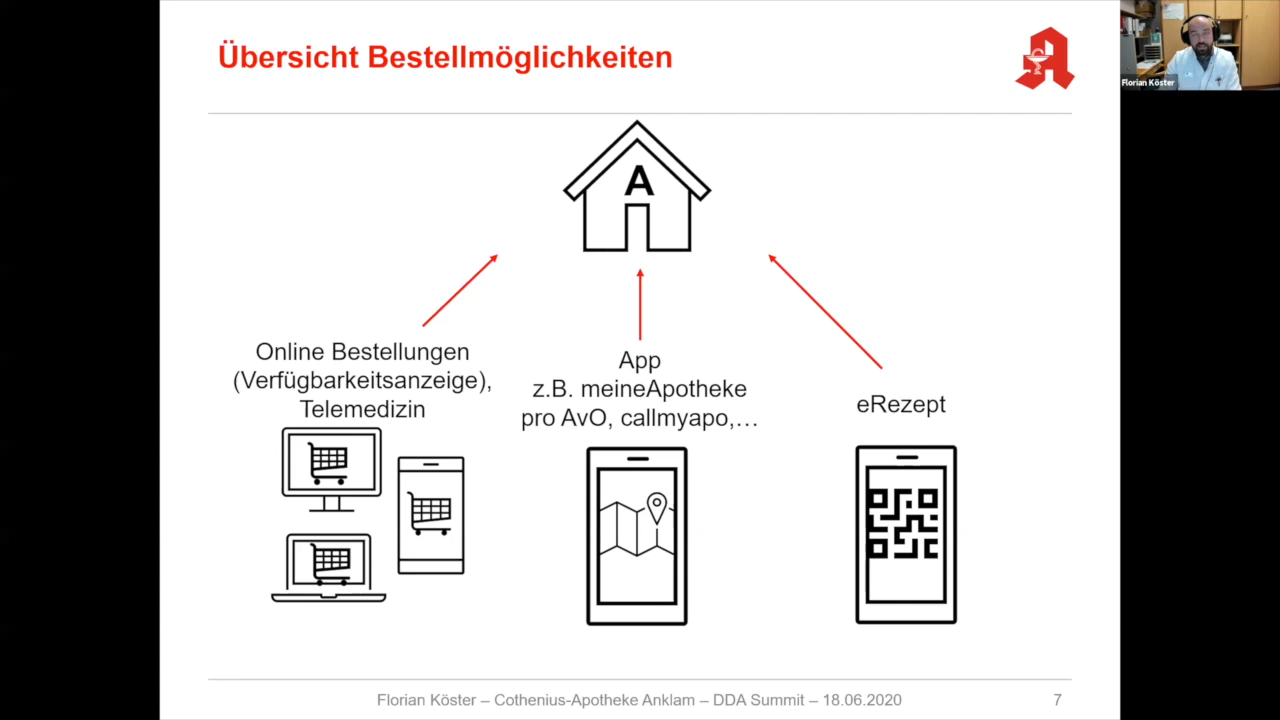 Übersicht Bestellmöglichkeiten
A
Florian Köster
A
Online Bestellungen
(Verfügbarkeitsanzeige),
Telemedizin
App
z.B. meineApotheke
pro AvO, callmyapo,…
eRezept
Florian Köster – Cothenius-Apotheke Anklam – DDA Summit – 18.06.2020
7